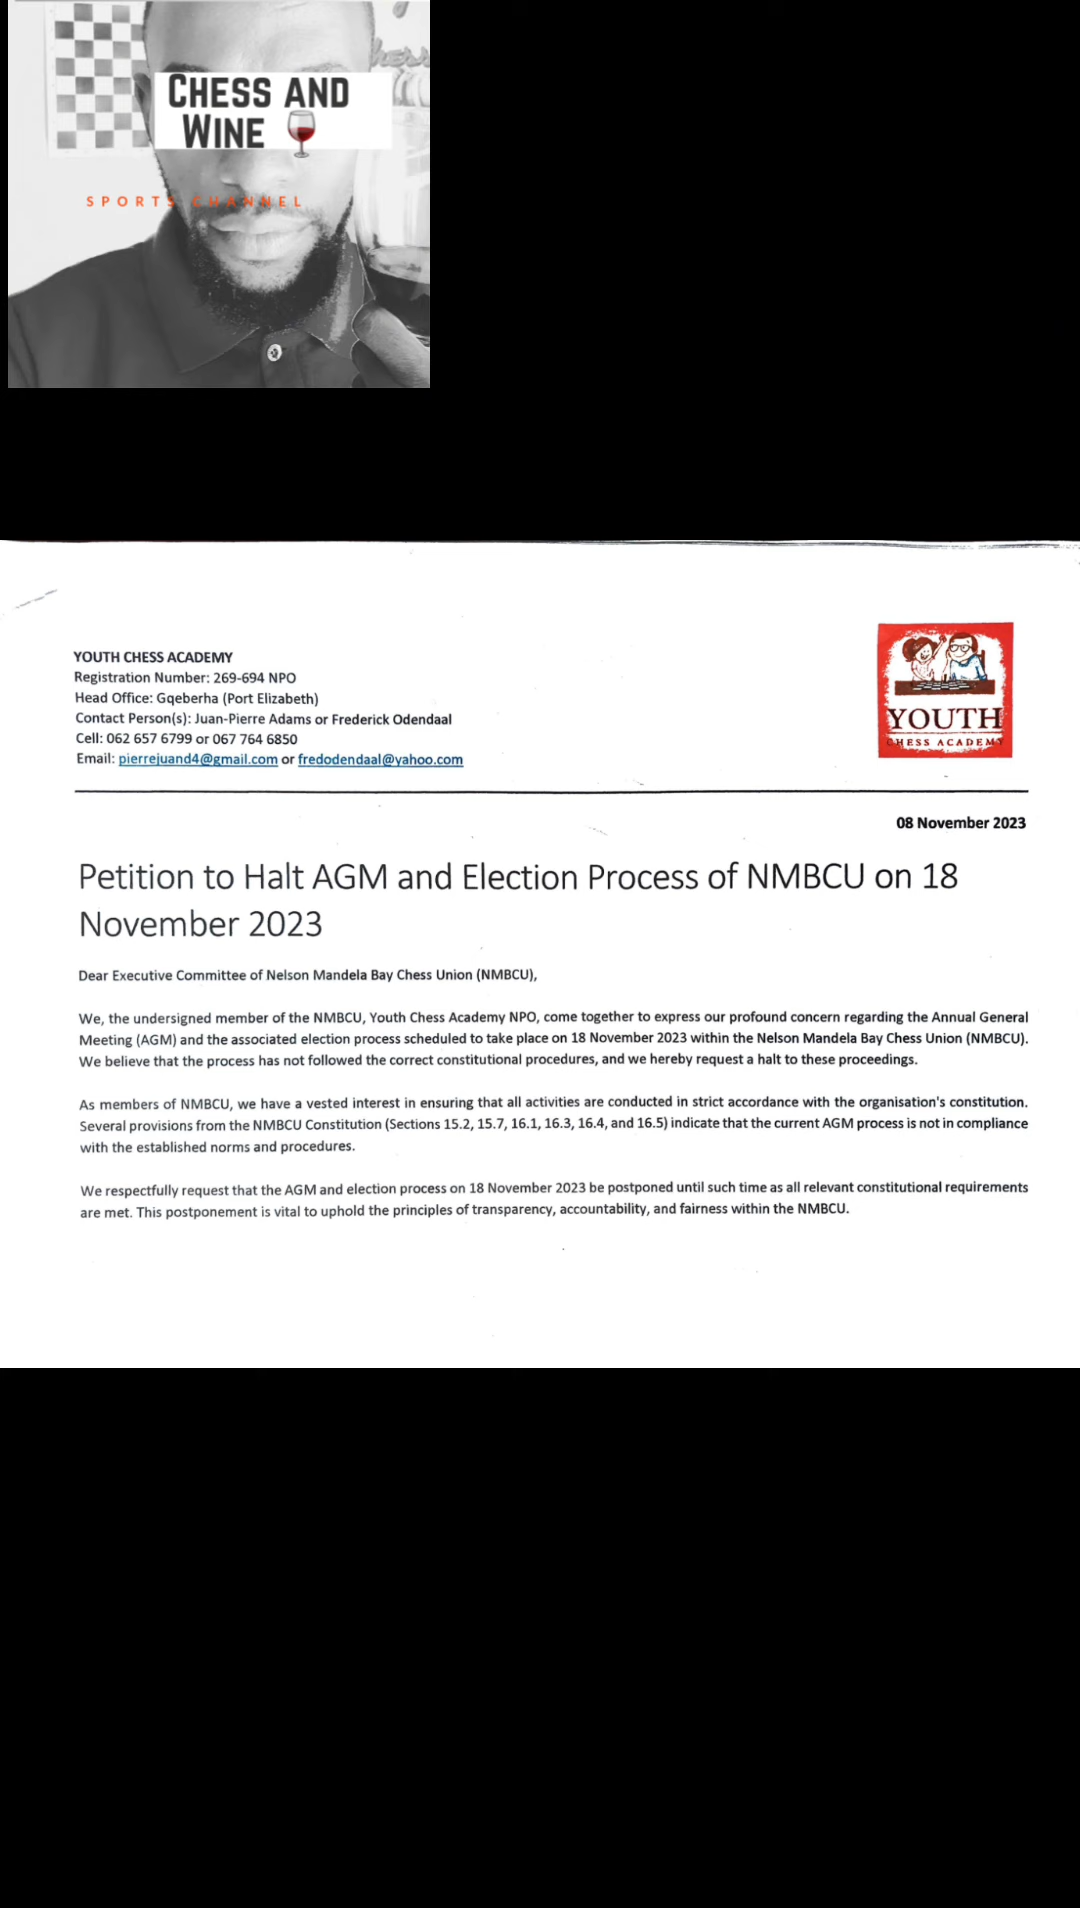 CHESS AND
WINE
SPORTS CHANNEL
YOUTH CHESS ACADEMY
Registration Number: 269-694 NPO
Head Office: Gqeberha (Port Elizabeth)
Contact Person(s): Juan-Pierre Adams or Frederick Odendaal
Cell: 062 657 6799 or 067 764 6850
Email: pierrejuand4@gmail.com or fredodendaal@yahoo.com
YOUTH
CHESS ACADEMY
08 November 2023
Petition to Halt AGM and Election Process of NMBCU on 18
November 2023
Dear Executive Committee of Nelson Mandela Bay Chess Union (NMBCU),
We, the undersigned member of the NMBCU, Youth Chess Academy NPO, come together to express our profound concern regarding the Annual General
Meeting (AGM) and the associated election process scheduled to take place on 18 November 2023 within the Nelson Mandela Bay Chess Union (NMBCU).
We believe that the process has not followed the correct constitutional procedures, and we hereby request a halt to these proceedings.
As members of NMBCU, we have a vested interest in ensuring that all activities are conducted in strict accordance with the organisation's constitution.
Several provisions from the NMBCU Constitution (Sections 15.2, 15.7, 16.1, 16.3, 16.4, and 16.5) indicate that the current AGM process is not in compliance
with the established norms and procedures.
We respectfully request that the AGM and election process on 18 November 2023 be postponed until such time as all relevant constitutional requirements
are met. This postponement is vital to uphold the principles of transparency, accountability, and fairness within the NMBCU.